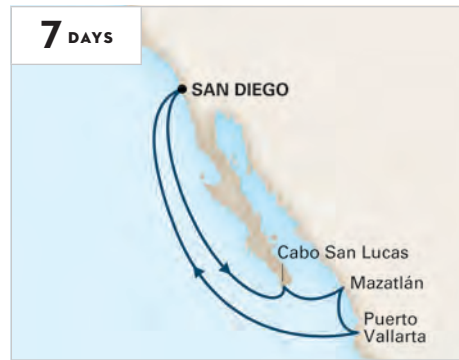 7 DAYS
SAN DIEGO
Cabo San Lucas
Mazatlán
Puerto
Vallarta